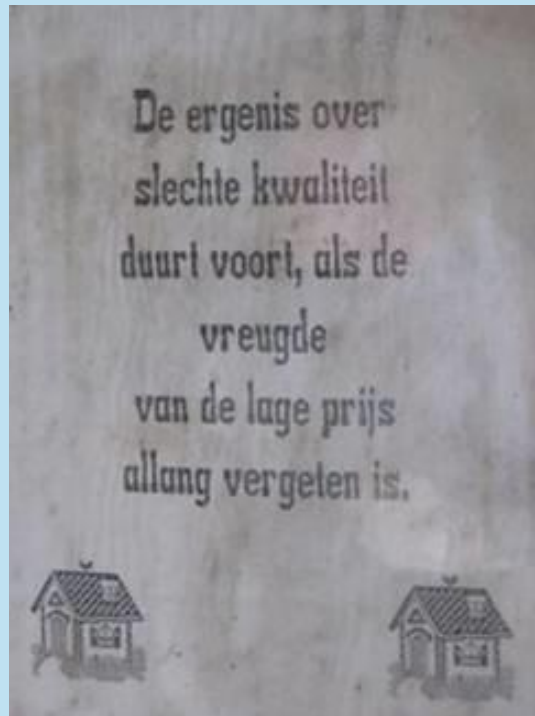 De ergenis over
slechte kwaliteit
duurt voort, als de
vreugde
van de lage prijs
allang vergeten is.